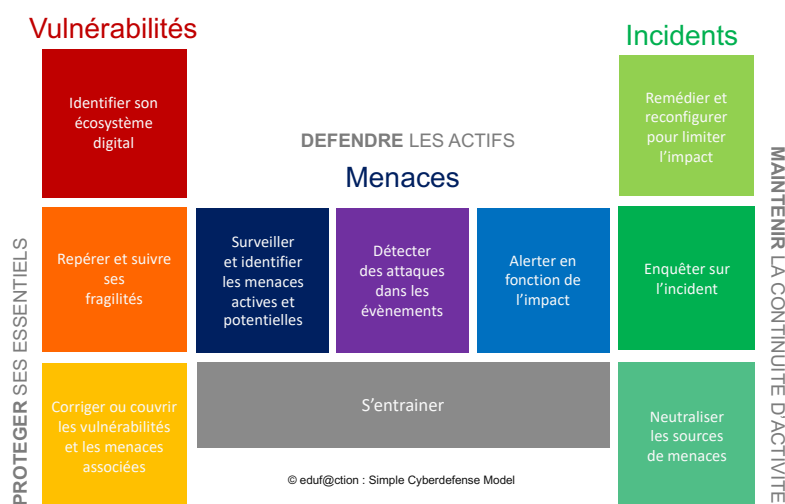 Vulnérabilités
Incidents
Identifier son
écosystème
digital
Remédier et
reconfigurer
pour limiter
l'impact
DEFENDRE LES ACTIFS
Menaces
PROTEGER SES ESSENTIELS
MAINTENIR LA CONTINUITE D'ACTIVITE
Repérer et suivre
ses
fragilités
Surveiller
et identifier
les menaces
actives et
potentielles
Détecter
des attaques
dans les
évènements
Alerter en
fonction de
l'impact
Enquêter sur
l'incident
Corriger ou couvrir
les vulnérabilités
et les menaces
associées
S'entrainer
Neutraliser
les sources
de menaces
© eduf@ction : Simple Cyberdefense Model